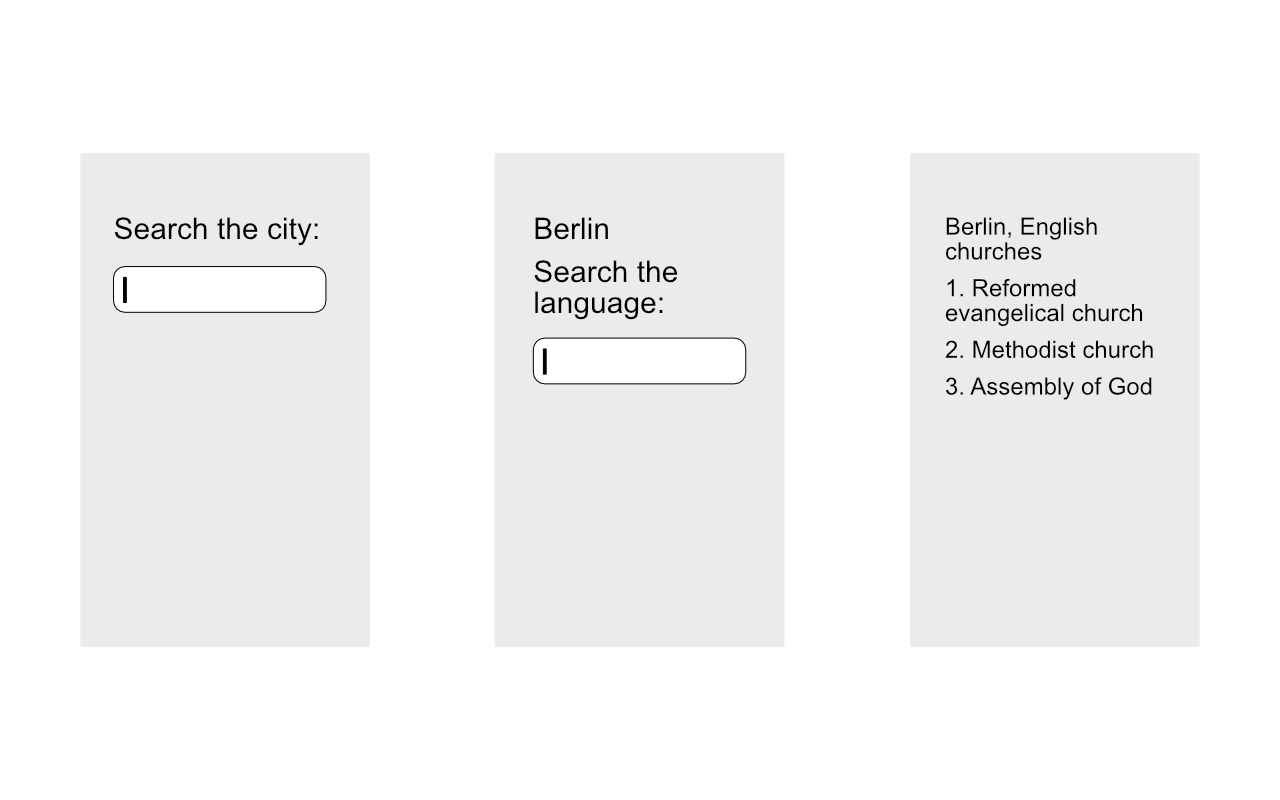 Search the city:
Berlin
Search the
language:
Berlin, English
churches
1. Reformed
evangelical church
2. Methodist church
3. Assembly of God